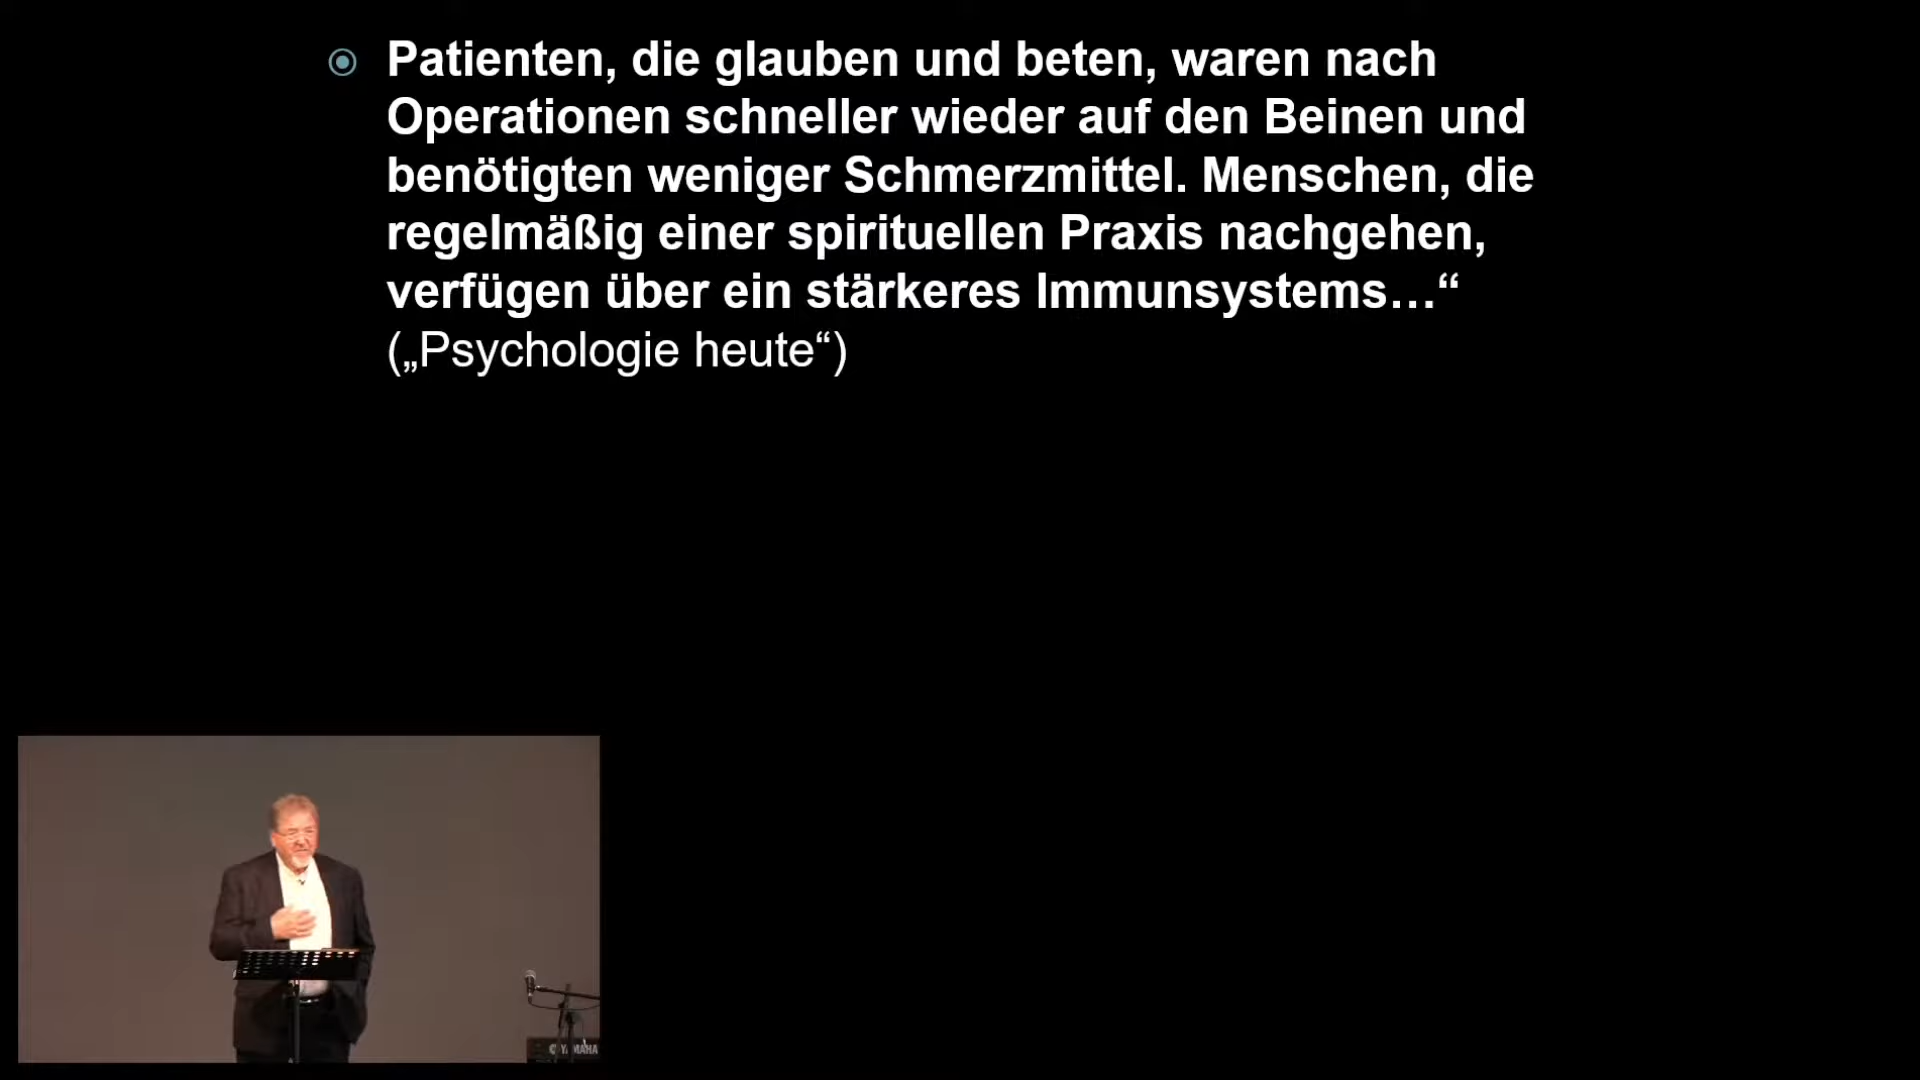 Patienten, die glauben und beten, waren nach
Operationen schneller wieder auf den Beinen und
benötigten weniger Schmerzmittel. Menschen, die
regelmäßig einer spirituellen Praxis nachgehen,
verfügen über ein stärkeres Immunsystems…“
(„Psychologie heute“)
YAMAHA